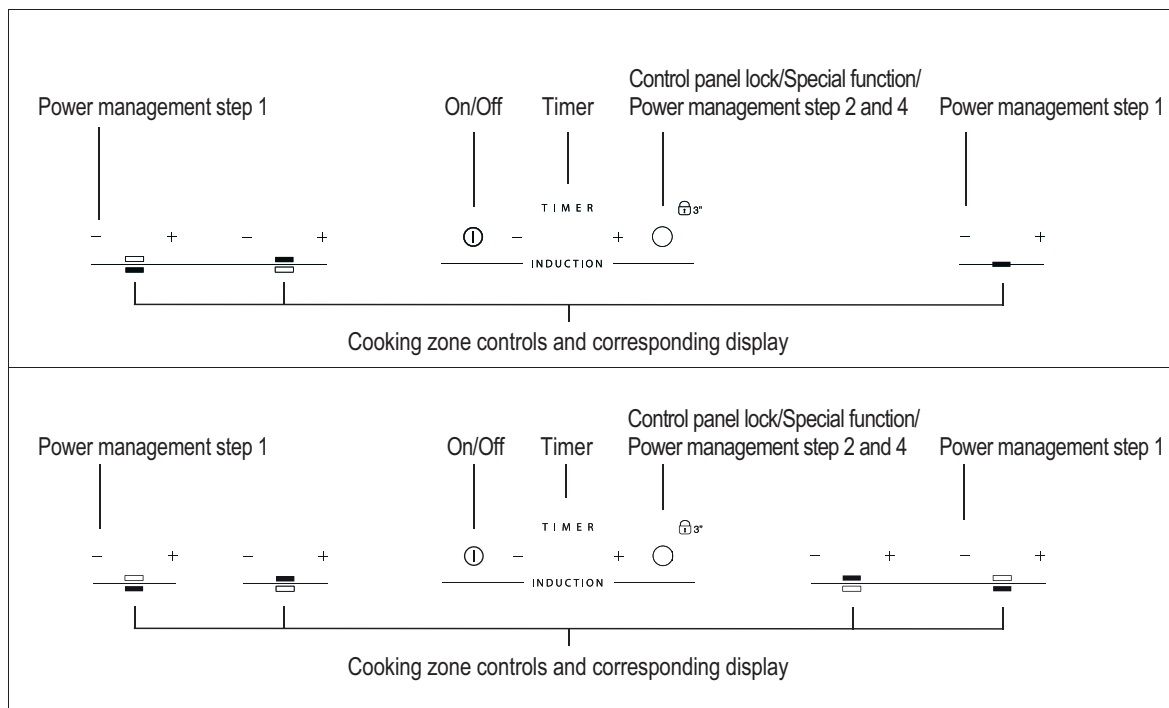 Control panel lock/Special function/
Power management step 1 On/Off Timer Power management step 2 and 4 Power management step 1
TIMER 3"
− + − + − + − +
INDUCTION
Cooking zone controls and corresponding display
Control panel lock/Special function/
Power management step 1 On/Off Timer Power management step 2 and 4 Power management step 1
TIMER 3"
− + − + − + − + − +
INDUCTION
Cooking zone controls and corresponding display